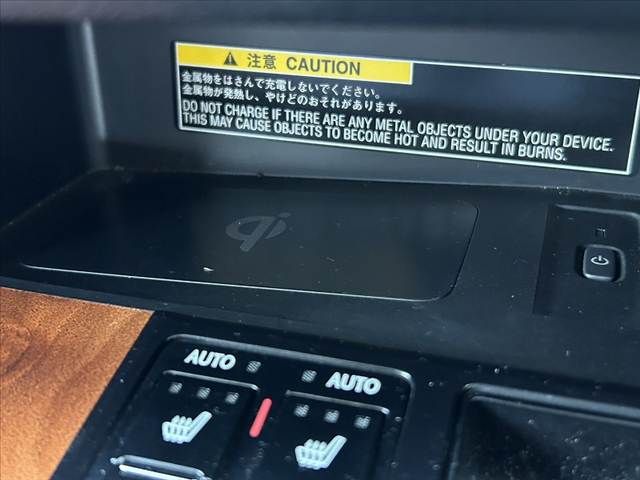 注意 CAUTION
金属物をはさんで充電しないでください。
金属物が発熱し、やけどのおそれがあります。
DO NOT CHARGE IF THERE ARE ANY METAL OBJECTS UNDER YOUR DEVICE.
THIS MAY CAUSE OBJECTS TO BECOME HOT AND RESULT IN BURNS.
qi
AUTO AUTO